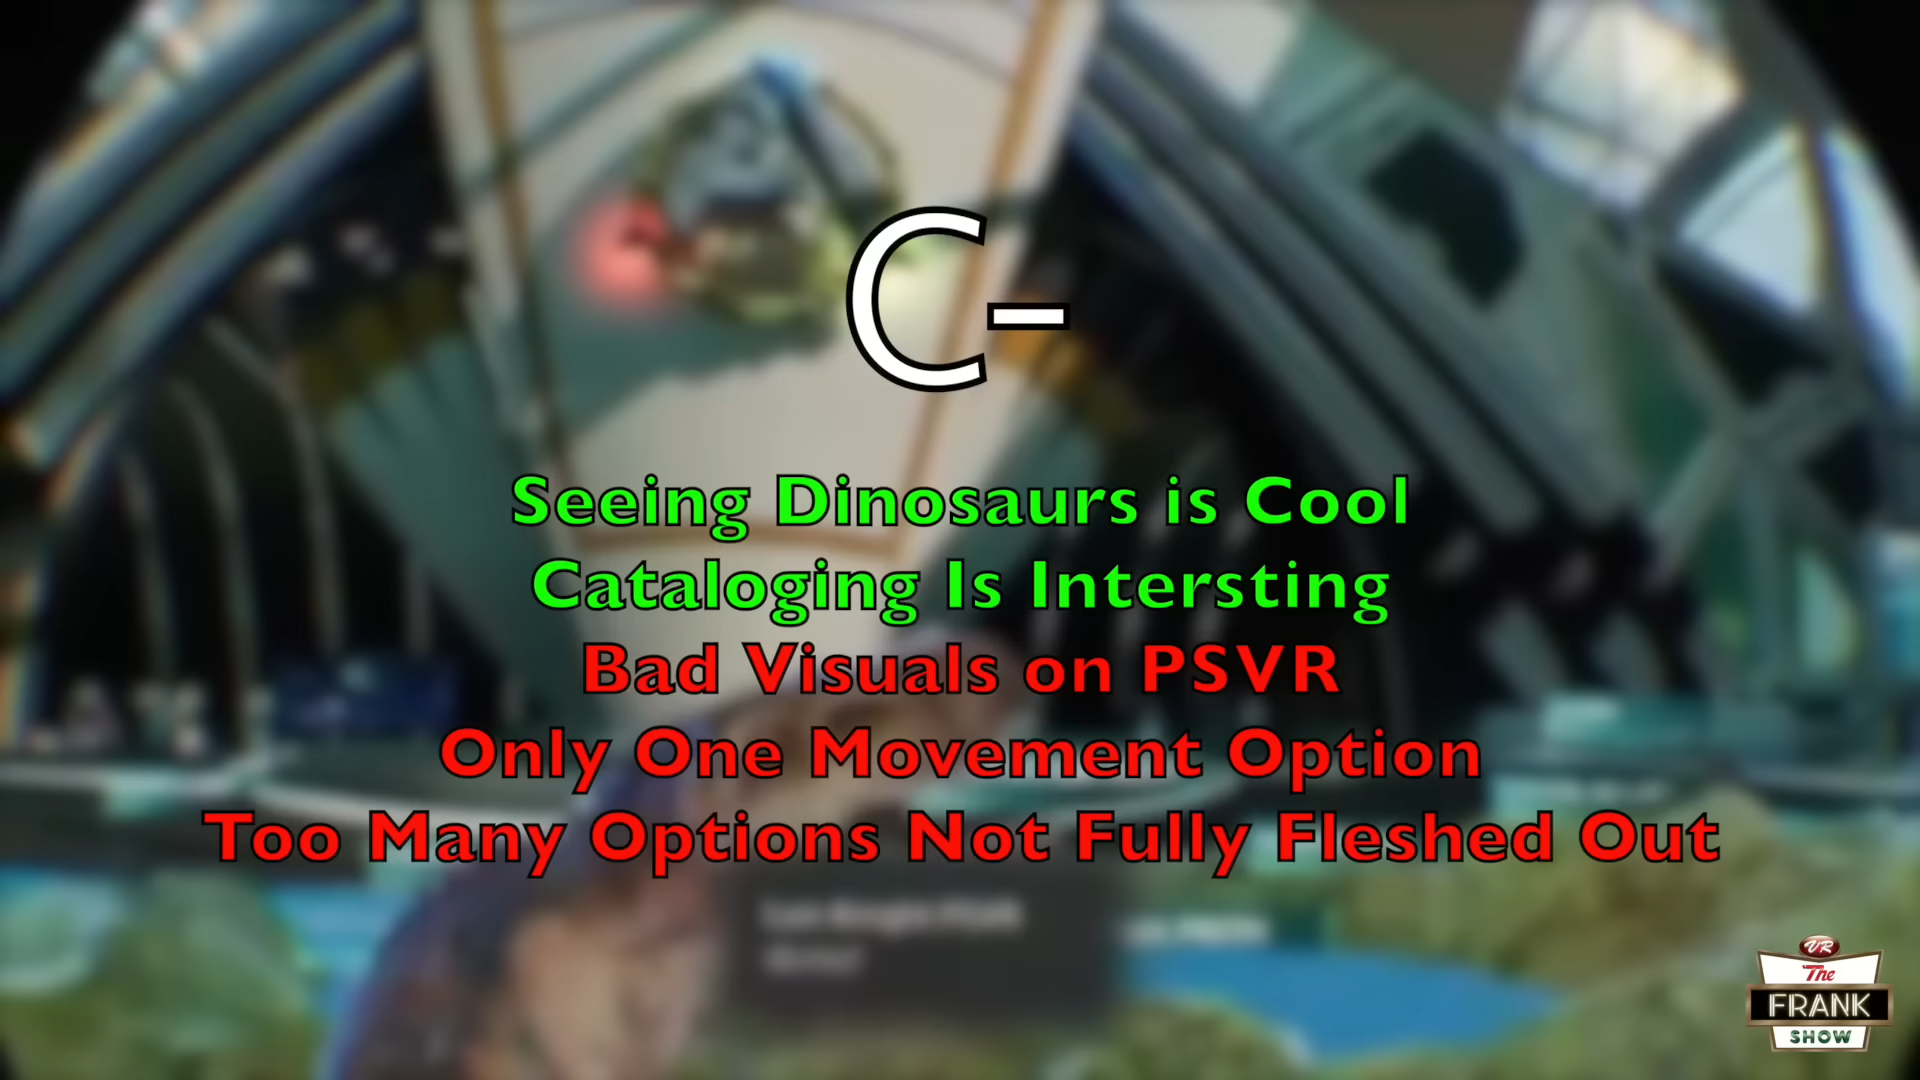 C-
Seeing Dinosaurs is Cool
Cataloging Is Intersting
Bad Visuals on PSVR
Only One Movement Option
Too Many Options Not Fully Fleshed Out
VR
The
FRANK
SHOW